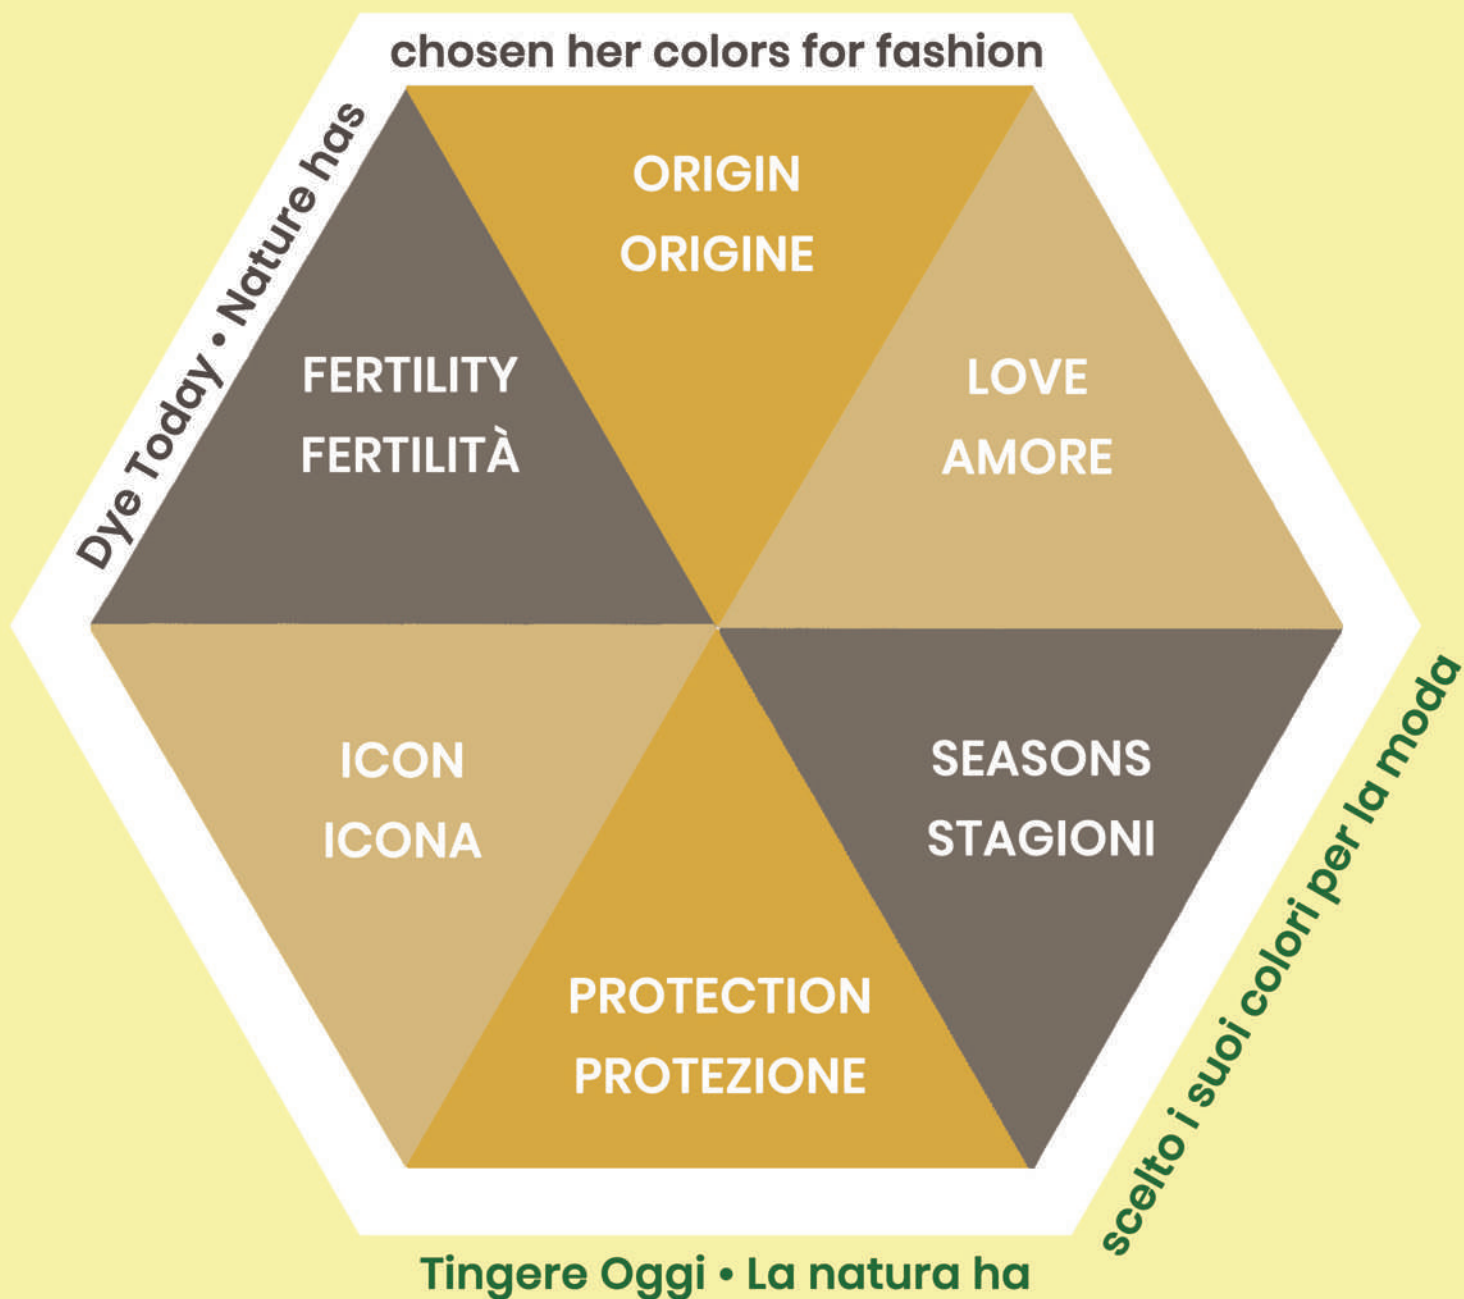 Dye Today • Nature has
chosen her colors for fashion
ORIGIN
ORIGINE
FERTILITY
FERTILITÀ
LOVE
AMORE
ICON
ICONA
SEASONS
STAGIONI
PROTECTION
PROTEZIONE
Tingere Oggi • La natura ha
scelto i suoi colori per la moda